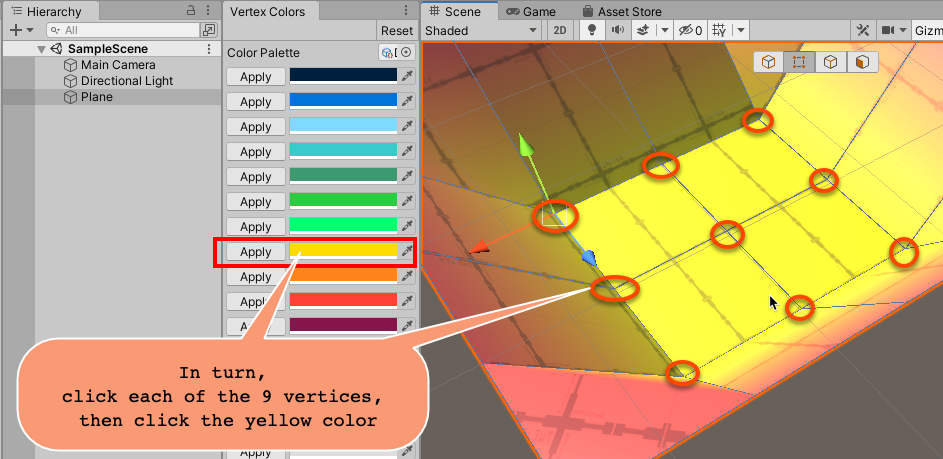 Hierarchy
Vertex Colors
Scene
Game
Asset Store
All
Reset
Shaded
2D
0
Gizm
SampleScene
Main Camera
Directional Light
Plane
Color Palette
Apply
Apply
Apply
Apply
Apply
Apply
Apply
Apply
Apply
Apply
Apply
In turn,
click each of the 9 vertices,
then click the yellow color
Apply